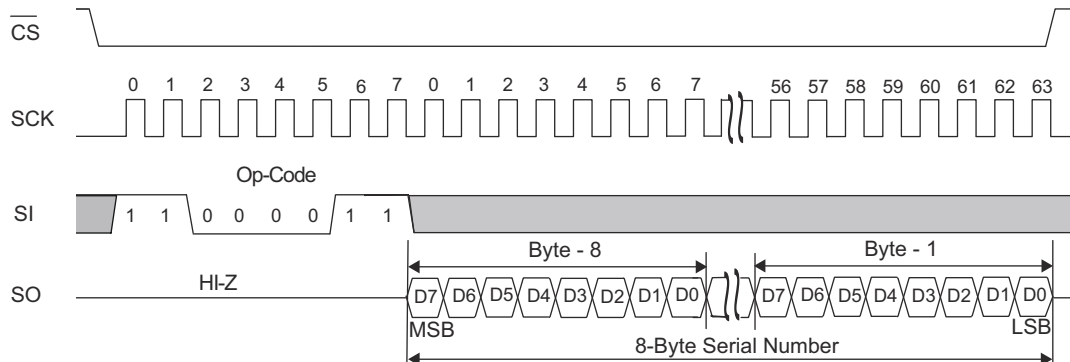 CS
0 1 2 3 4 5 6 7 0 1 2 3 4 5 6 7 56 57 58 59 60 61 62 63
SCK
Op-Code
SI 1 1 0 0 0 0 1 1
Byte - 8 Byte - 1
HI-Z
SO D7 D6 D5 D4 D3 D2 D1 D0 D7 D6 D5 D4 D3 D2 D1 D0
MSB LSB
8-Byte Serial Number